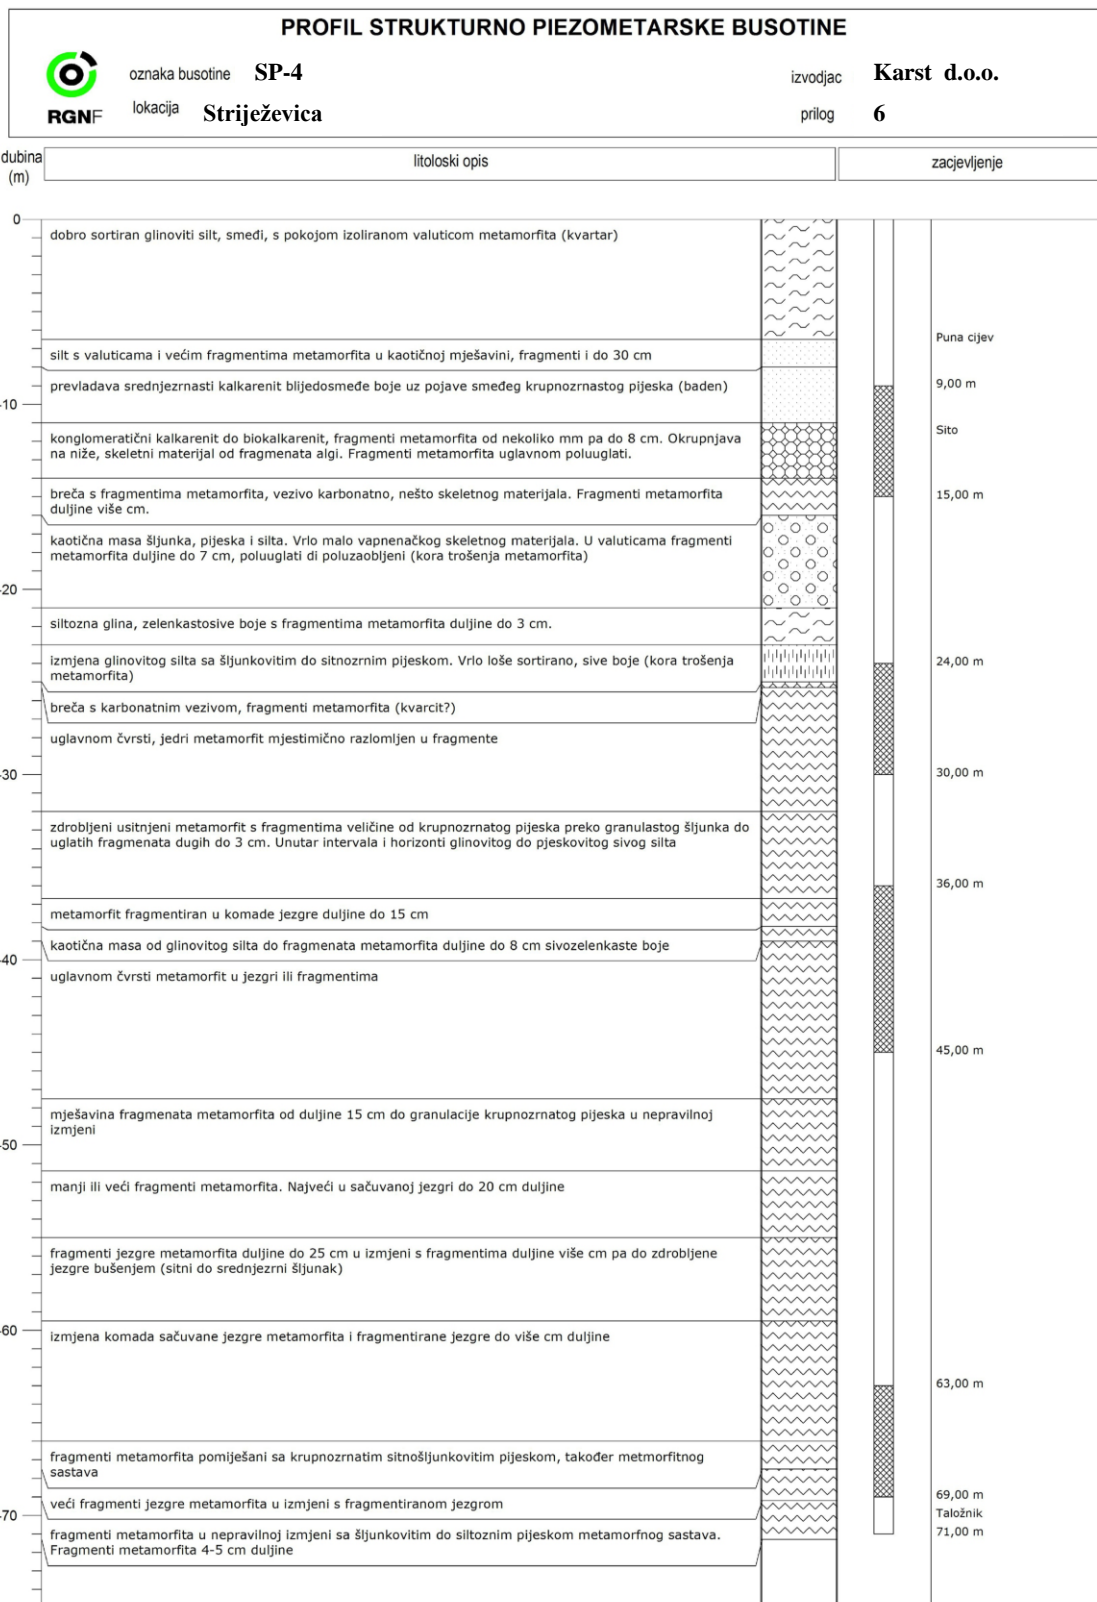 PROFIL STRUKTURNO PIEZOMETARSKE BUSOTINE
oznaka busotine SP-4
izvodjac Karst d.o.o.
RGNF
lokacija Striježevica
prilog 6
dubina
(m)
litoloski opis
zacjevljenje
0
dobro sortiran glinoviti silt, smeđi, s pokojom izoliranom valuticom metamorfita (kvartar)
Puna cijev
silt s valuticama i većim fragmentima metamorfita u kaotičnoj mješavini, fragmenti i do 30 cm
prevladava srednjezrnasti kalkarenit blijedosmeđe boje uz pojave smeđeg krupnozrnastog pijeska (baden)
9,00 m
-10
Sito
konglomeratični kalkarenit do biokalkarenit, fragmenti metamorfita od nekoliko mm pa do 8 cm. Okrupnjava
na niže, skeletni materijal od fragmenata algi. Fragmenti metamorfita uglavnom poluuglati.
breča s fragmentima metamorfita, vezivo karbonatno, nešto skeletnog materijala. Fragmenti metamorfita
duljine više cm.
15,00 m
kaotična masa šljunka, pijeska i silta. Vrlo malo vapnenačkog skeletnog materijala. U valuticama fragmenti
metamorfita duljine do 7 cm, poluuglati di poluzaobljeni (kora trošenja metamorfita)
-20
siltozna glina, zelenkastosive boje s fragmentima metamorfita duljine do 3 cm.
izmjena glinovitog silta sa šljunkovitim do sitnozrnim pijeskom. Vrlo loše sortirano, sive boje (kora trošenja
metamorfita)
24,00 m
breča s karbonatnim vezivom, fragmenti metamorfita (kvarcit?)
uglavnom čvrsti, jedri metamorfit mjestimično razlomljen u fragmente
-30
30,00 m
zdrobljeni usitnjeni metamorfit s fragmentima veličine od krupnozrnatog pijeska preko granulastog šljunka do
uglatih fragmenata dugih do 3 cm. Unutar intervala i horizonti glinovitog do pjeskovitog sivog silta
36,00 m
metamorfit fragmentiran u komade jezgre duljine do 15 cm
kaotična masa od glinovitog silta do fragmenata metamorfita duljine do 8 cm sivozelenkaste boje
-40
uglavnom čvrsti metamorfit u jezgri ili fragmentima
45,00 m
mješavina fragmenata metamorfita od duljine 15 cm do granulacije krupnozrnatog pijeska u nepravilnoj
izmjeni
-50
manji ili veći fragmenti metamorfita. Najveći u sačuvanoj jezgri do 20 cm duljine
fragmenti jezgre metamorfita duljine do 25 cm u izmjeni s fragmentima duljine više cm pa do zdrobljene
jezgre bušenjem (sitni do srednjezrni šljunak)
-60
izmjena komada sačuvane jezgre metamorfita i fragmentirane jezgre do više cm duljine
63,00 m
fragmenti metamorfita pomiješani sa krupnozrnatim sitnošljunkovitim pijeskom, također metmorfitnog
sastava
69,00 m
veći fragmenti jezgre metamorfita u izmjeni s fragmentiranom jezgrom
-70
Taložnik
fragmenti metamorfita u nepravilnoj izmjeni sa šljunkovitim do siltoznim pijeskom metamorfnog sastava.
Fragmenti metamorfita 4-5 cm duljine
71,00 m